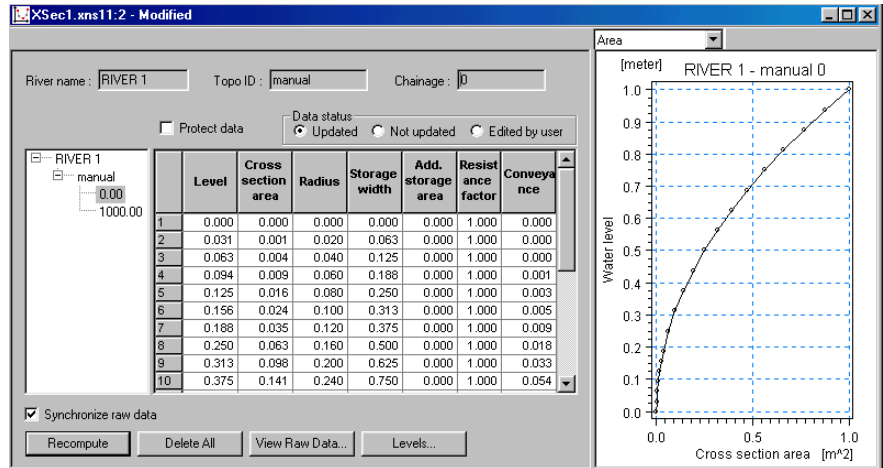 XSec1.xns11:2 - Modified
River name : RIVER 1 Topo ID : manual Chainage : 0
Protect data
Data status
Updated Not updated Edited by user
RIVER 1
manual
0.00
1000.00
Level Cross section area Radius Storage width Add. storage area Resist ance factor Conveya nce
1 0.000 0.000 0.000 0.000 0.000 1.000 0.000
2 0.031 0.001 0.020 0.063 0.000 1.000 0.000
3 0.063 0.004 0.040 0.125 0.000 1.000 0.000
4 0.094 0.009 0.060 0.188 0.000 1.000 0.001
5 0.125 0.016 0.080 0.250 0.000 1.000 0.003
6 0.156 0.024 0.100 0.313 0.000 1.000 0.005
7 0.188 0.035 0.120 0.375 0.000 1.000 0.009
8 0.250 0.063 0.160 0.500 0.000 1.000 0.018
9 0.313 0.098 0.200 0.625 0.000 1.000 0.033
10 0.375 0.141 0.240 0.750 0.000 1.000 0.054
Synchronize raw data
Recompute Delete All View Raw Data... Levels...
Area
[meter] RIVER 1 - manual 0
1.0
0.9
0.8
0.7
0.6
0.5
0.4
0.3
0.2
0.1
0.0
Water level
0.0 0.5 1.0
Cross section area [m^2]